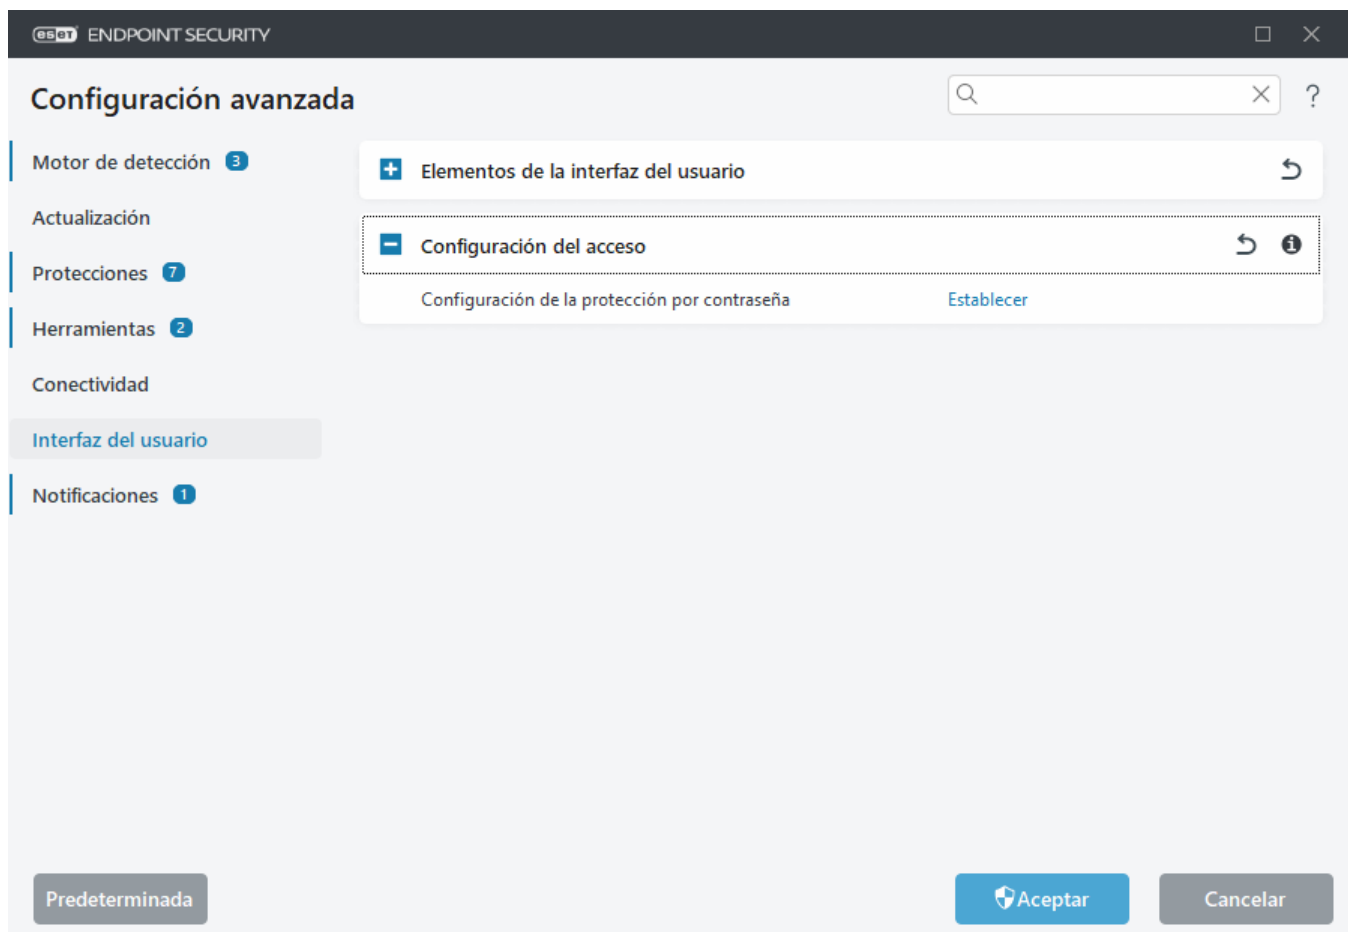 eset ENDPOINT SECURITY
Configuración avanzada
?
Motor de detección 3
Actualización
Protecciones 7
Herramientas 2
Conectividad
Interfaz del usuario
Notificaciones 1
Elementos de la interfaz del usuario
Configuración del acceso
Configuración de la protección por contraseña Establecer
Predeterminada
Aceptar
Cancelar